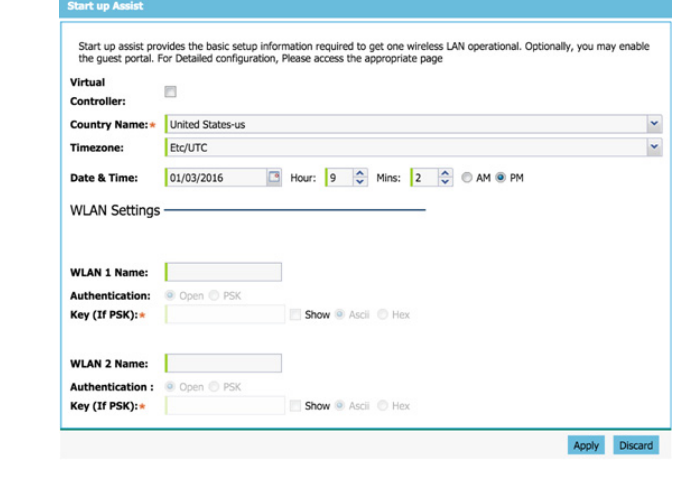 Start up Assist
Start up assist provides the basic setup information required to get one wireless LAN operational. Optionally, you may enable
the guest portal. For Detailed configuration, Please access the appropriate page
Virtual
Controller:
Country Name:* United States-us
Timezone: Etc/UTC
Date & Time: 01/03/2016 Hour: 9 Mins: 2 AM PM
WLAN Settings
WLAN 1 Name:
Authentication: Open PSK
Key (If PSK):* Show Ascii Hex
WLAN 2 Name:
Authentication : Open PSK
Key (If PSK):* Show Ascii Hex
Apply Discard